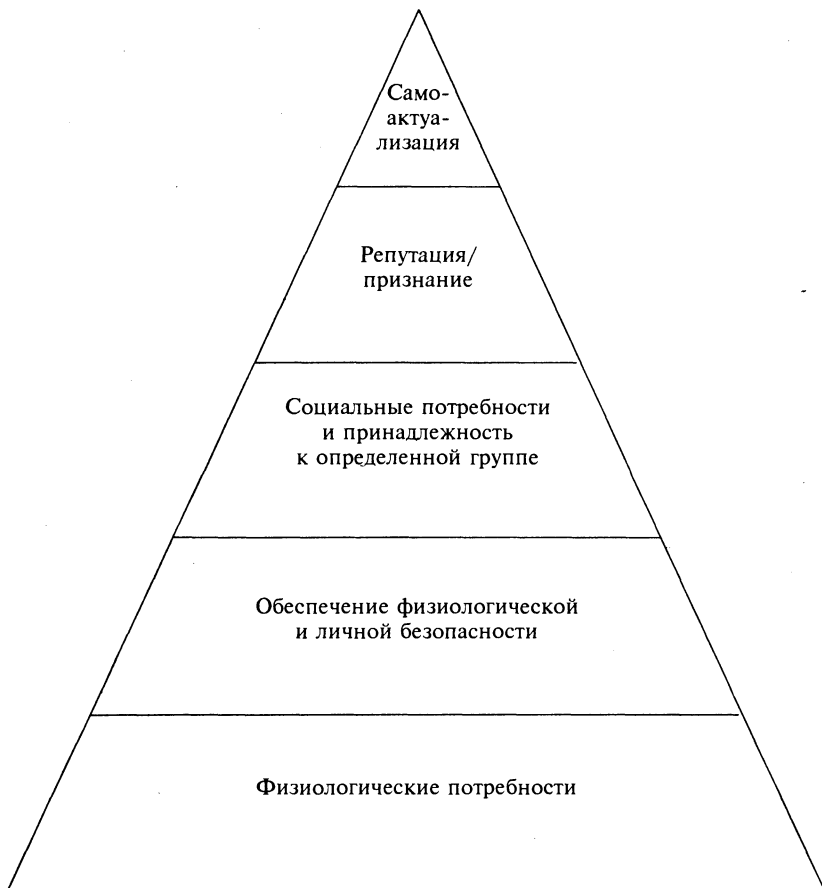 Само-
актуа-
лизация
Репутация/
признание
Социальные потребности
и принадлежность
к определенной группе
Обеспечение физиологической
и личной безопасности
Физиологические потребности